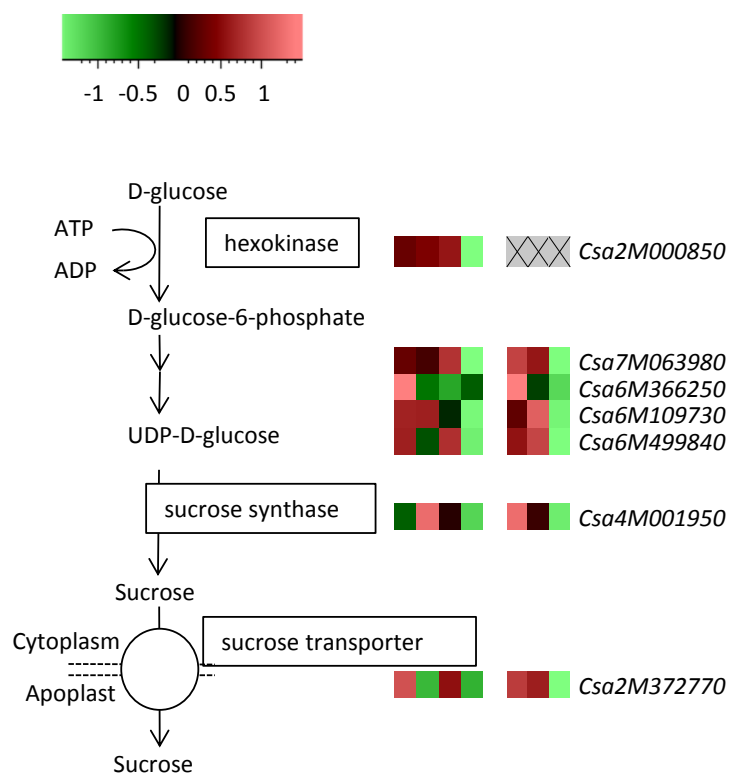 -1 -0.5 0 0.5 1
D-glucose
ATP
hexokinase
Csa2M000850
ADP
D-glucose-6-phosphate
Csa7M063980
Csa6M366250
Csa6M109730
UDP-D-glucose
Csa6M499840
sucrose synthase
Csa4M001950
Sucrose
Cytoplasm
sucrose transporter
Apoplast
Csa2M372770
Sucrose